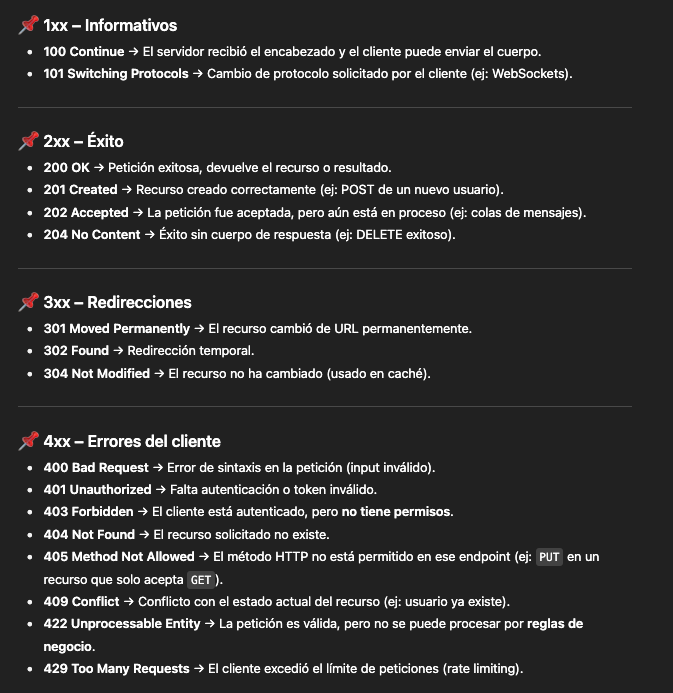 📌 1xx – Informativos
• 100 Continue → El servidor recibió el encabezado y el cliente puede enviar el cuerpo.
• 101 Switching Protocols → Cambio de protocolo solicitado por el cliente (ej: WebSockets).
📌 2xx – Éxito
• 200 OK → Petición exitosa, devuelve el recurso o resultado.
• 201 Created → Recurso creado correctamente (ej: POST de un nuevo usuario).
• 202 Accepted → La petición fue aceptada, pero aún está en proceso (ej: colas de mensajes).
• 204 No Content → Éxito sin cuerpo de respuesta (ej: DELETE exitoso).
📌 3xx – Redirecciones
• 301 Moved Permanently → El recurso cambió de URL permanentemente.
• 302 Found → Redirección temporal.
• 304 Not Modified → El recurso no ha cambiado (usado en caché).
📌 4xx – Errores del cliente
• 400 Bad Request → Error de sintaxis en la petición (input inválido).
• 401 Unauthorized → Falta autenticación o token inválido.
• 403 Forbidden → El cliente está autenticado, pero no tiene permisos.
• 404 Not Found → El recurso solicitado no existe.
• 405 Method Not Allowed → El método HTTP no está permitido en ese endpoint (ej: PUT en un
recurso que solo acepta GET).
• 409 Conflict → Conflicto con el estado actual del recurso (ej: usuario ya existe).
• 422 Unprocessable Entity → La petición es válida, pero no se puede procesar por reglas de
negocio.
• 429 Too Many Requests → El cliente excedió el límite de peticiones (rate limiting).